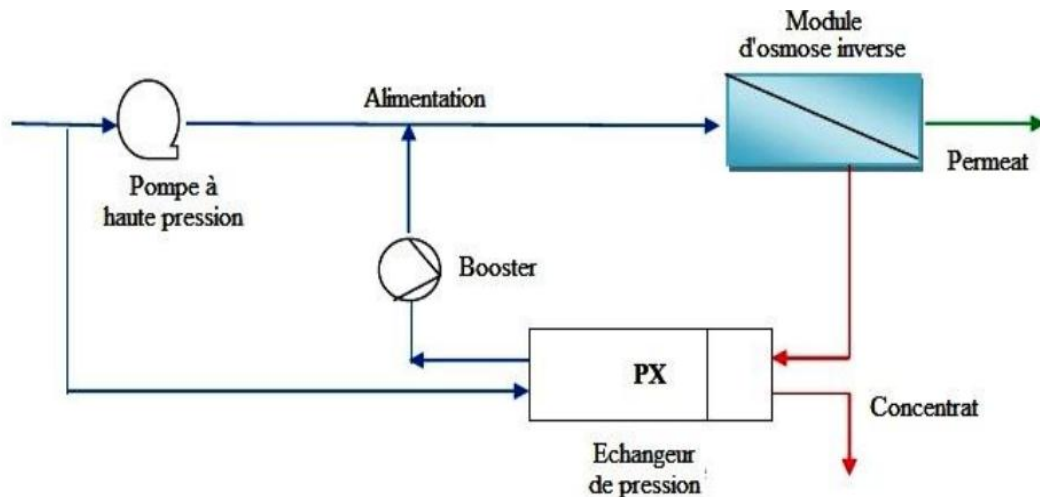 Module
d'osmose inverse
Alimentation
Permeat
Pompe à
haute pression
Booster
PX
Concentrat
Echangeur
de pression